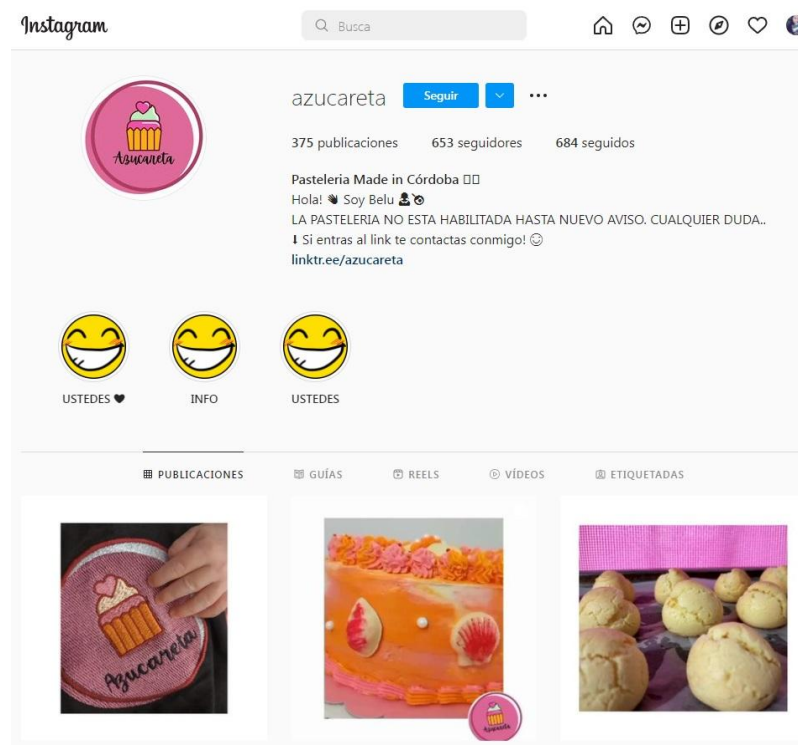 Instagram
Busca
Azucareta
azucareta
Seguir
375 publicaciones 653 seguidores 684 seguidos
Pasteleria Made in Córdoba
Hola! 👋 Soy Belu
LA PASTELERIA NO ESTA HABILITADA HASTA NUEVO AVISO. CUALQUIER DUDA..
⬇ Si entras al link te contactas conmigo!
linktr.ee/azucareta
USTEDES ♥ INFO USTEDES
PUBLICACIONES GUÍAS REELS VÍDEOS ETIQUETADAS
Azucareta
Azucareta